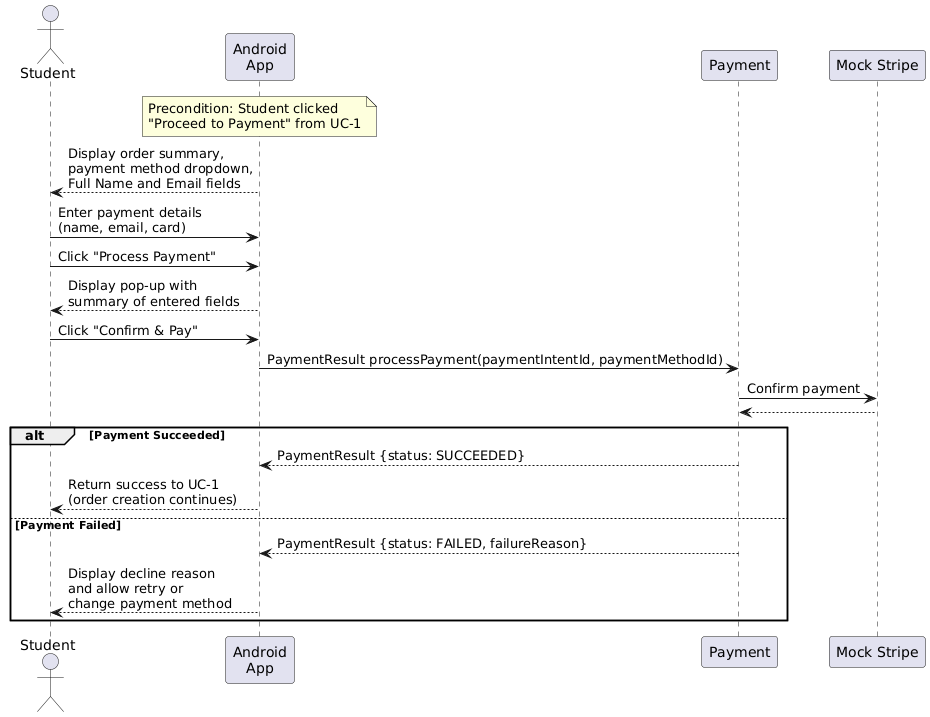 Student
Android
App
Payment
Mock Stripe
Precondition: Student clicked
"Proceed to Payment" from UC-1
Display order summary,
payment method dropdown,
Full Name and Email fields
Enter payment details
(name, email, card)
Click "Process Payment"
Display pop-up with
summary of entered fields
Click "Confirm & Pay"
PaymentResult processPayment(paymentIntentId, paymentMethodId)
Confirm payment
alt
[Payment Succeeded]
PaymentResult {status: SUCCEEDED}
Return success to UC-1
(order creation continues)
[Payment Failed]
PaymentResult {status: FAILED, failureReason}
Display decline reason
and allow retry or
change payment method
Student
Android
App
Payment
Mock Stripe